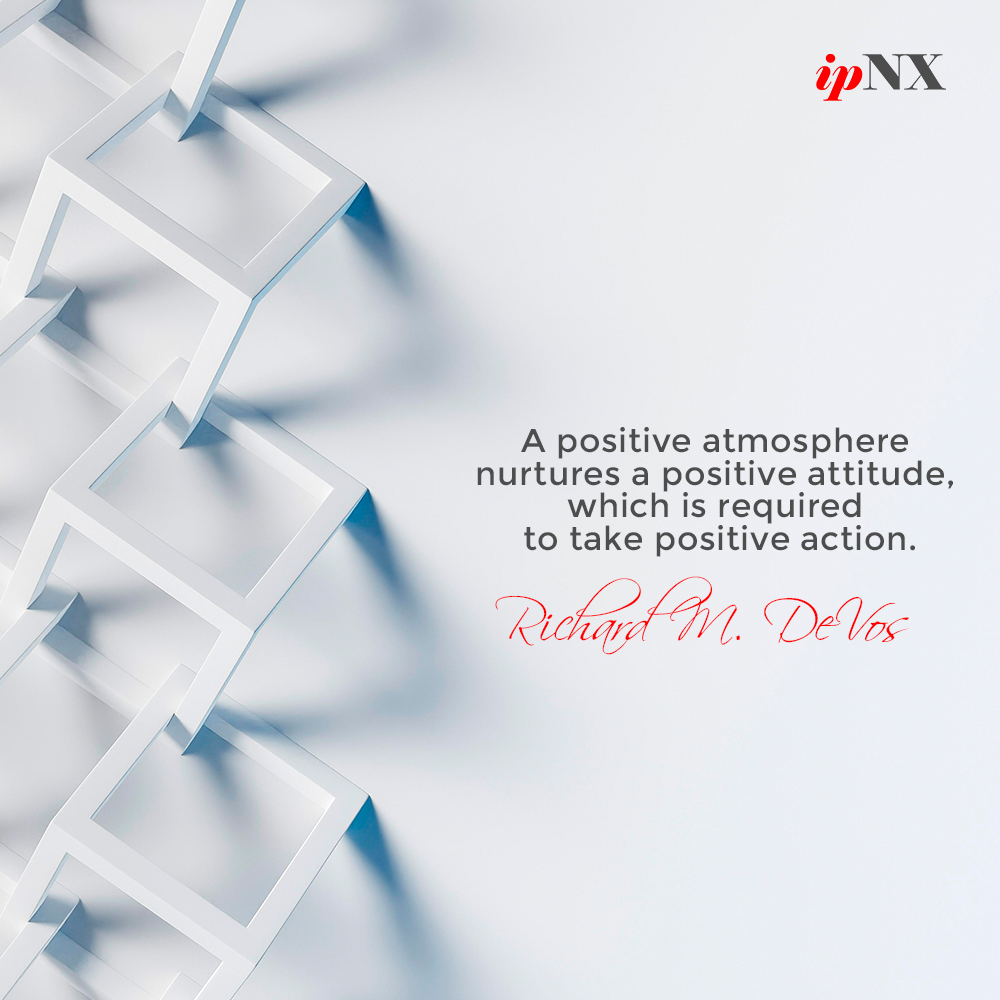 ipNX
A positive atmosphere
nurtures a positive attitude,
which is required
to take positive action.
Richard M. DeVos